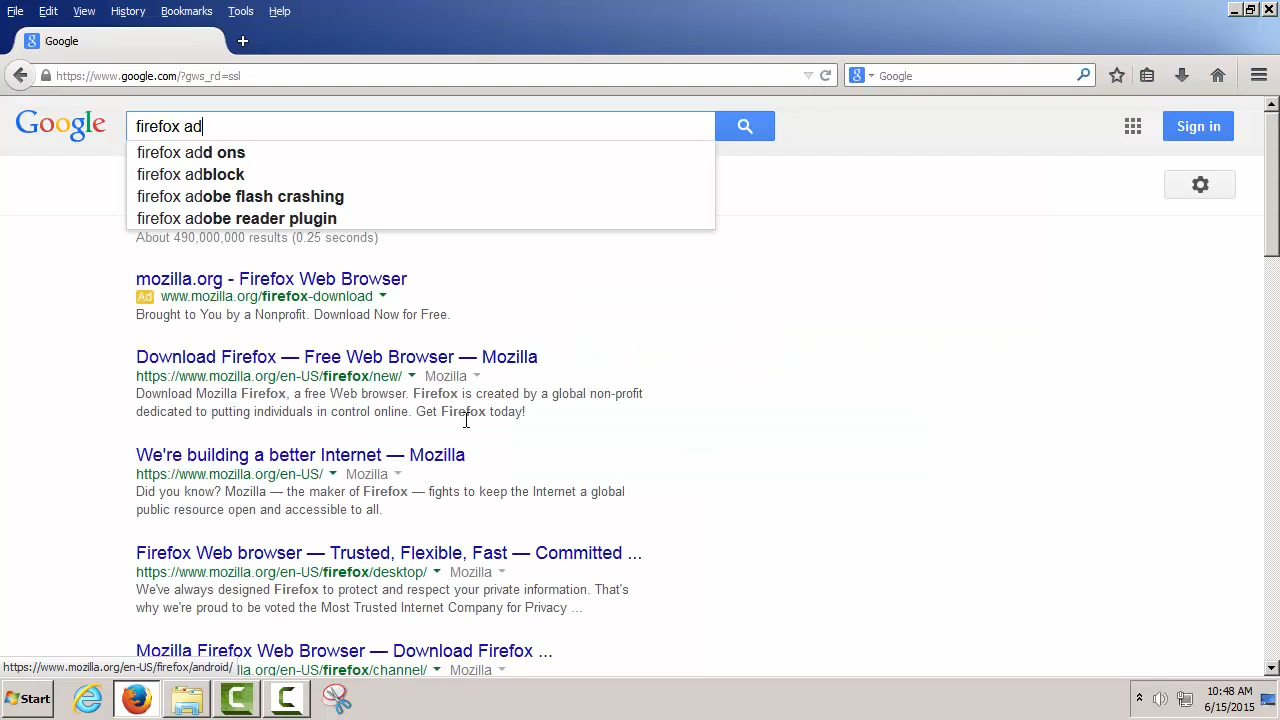 File Edit View History Bookmarks Tools Help
Google
https://www.google.com/?gws_rd=ssl
Google
Google
firefox ad
Sign in
firefox add ons
firefox adblock
firefox adobe flash crashing
firefox adobe reader plugin
About 490,000,000 results (0.25 seconds)
mozilla.org - Firefox Web Browser
Ad www.mozilla.org/firefox-download
Brought to You by a Nonprofit. Download Now for Free.
Download Firefox — Free Web Browser — Mozilla
https://www.mozilla.org/en-US/firefox/new/ Mozilla
Download Mozilla Firefox, a free Web browser. Firefox is created by a global non-profit
dedicated to putting individuals in control online. Get Firefox today!
We're building a better Internet — Mozilla
https://www.mozilla.org/en-US/ Mozilla
Did you know? Mozilla — the maker of Firefox — fights to keep the Internet a global
public resource open and accessible to all.
Firefox Web browser — Trusted, Flexible, Fast — Committed ...
https://www.mozilla.org/en-US/firefox/desktop/ Mozilla
We've always designed Firefox to protect and respect your private information. That's
why we're proud to be voted the Most Trusted Internet Company for Privacy ...
Mozilla Firefox Web Browser — Download Firefox ...
https://www.mozilla.org/en-US/firefox/android/
gl-US/firefox/channel/ Mozilla
Start
10:48 AM
6/15/2015